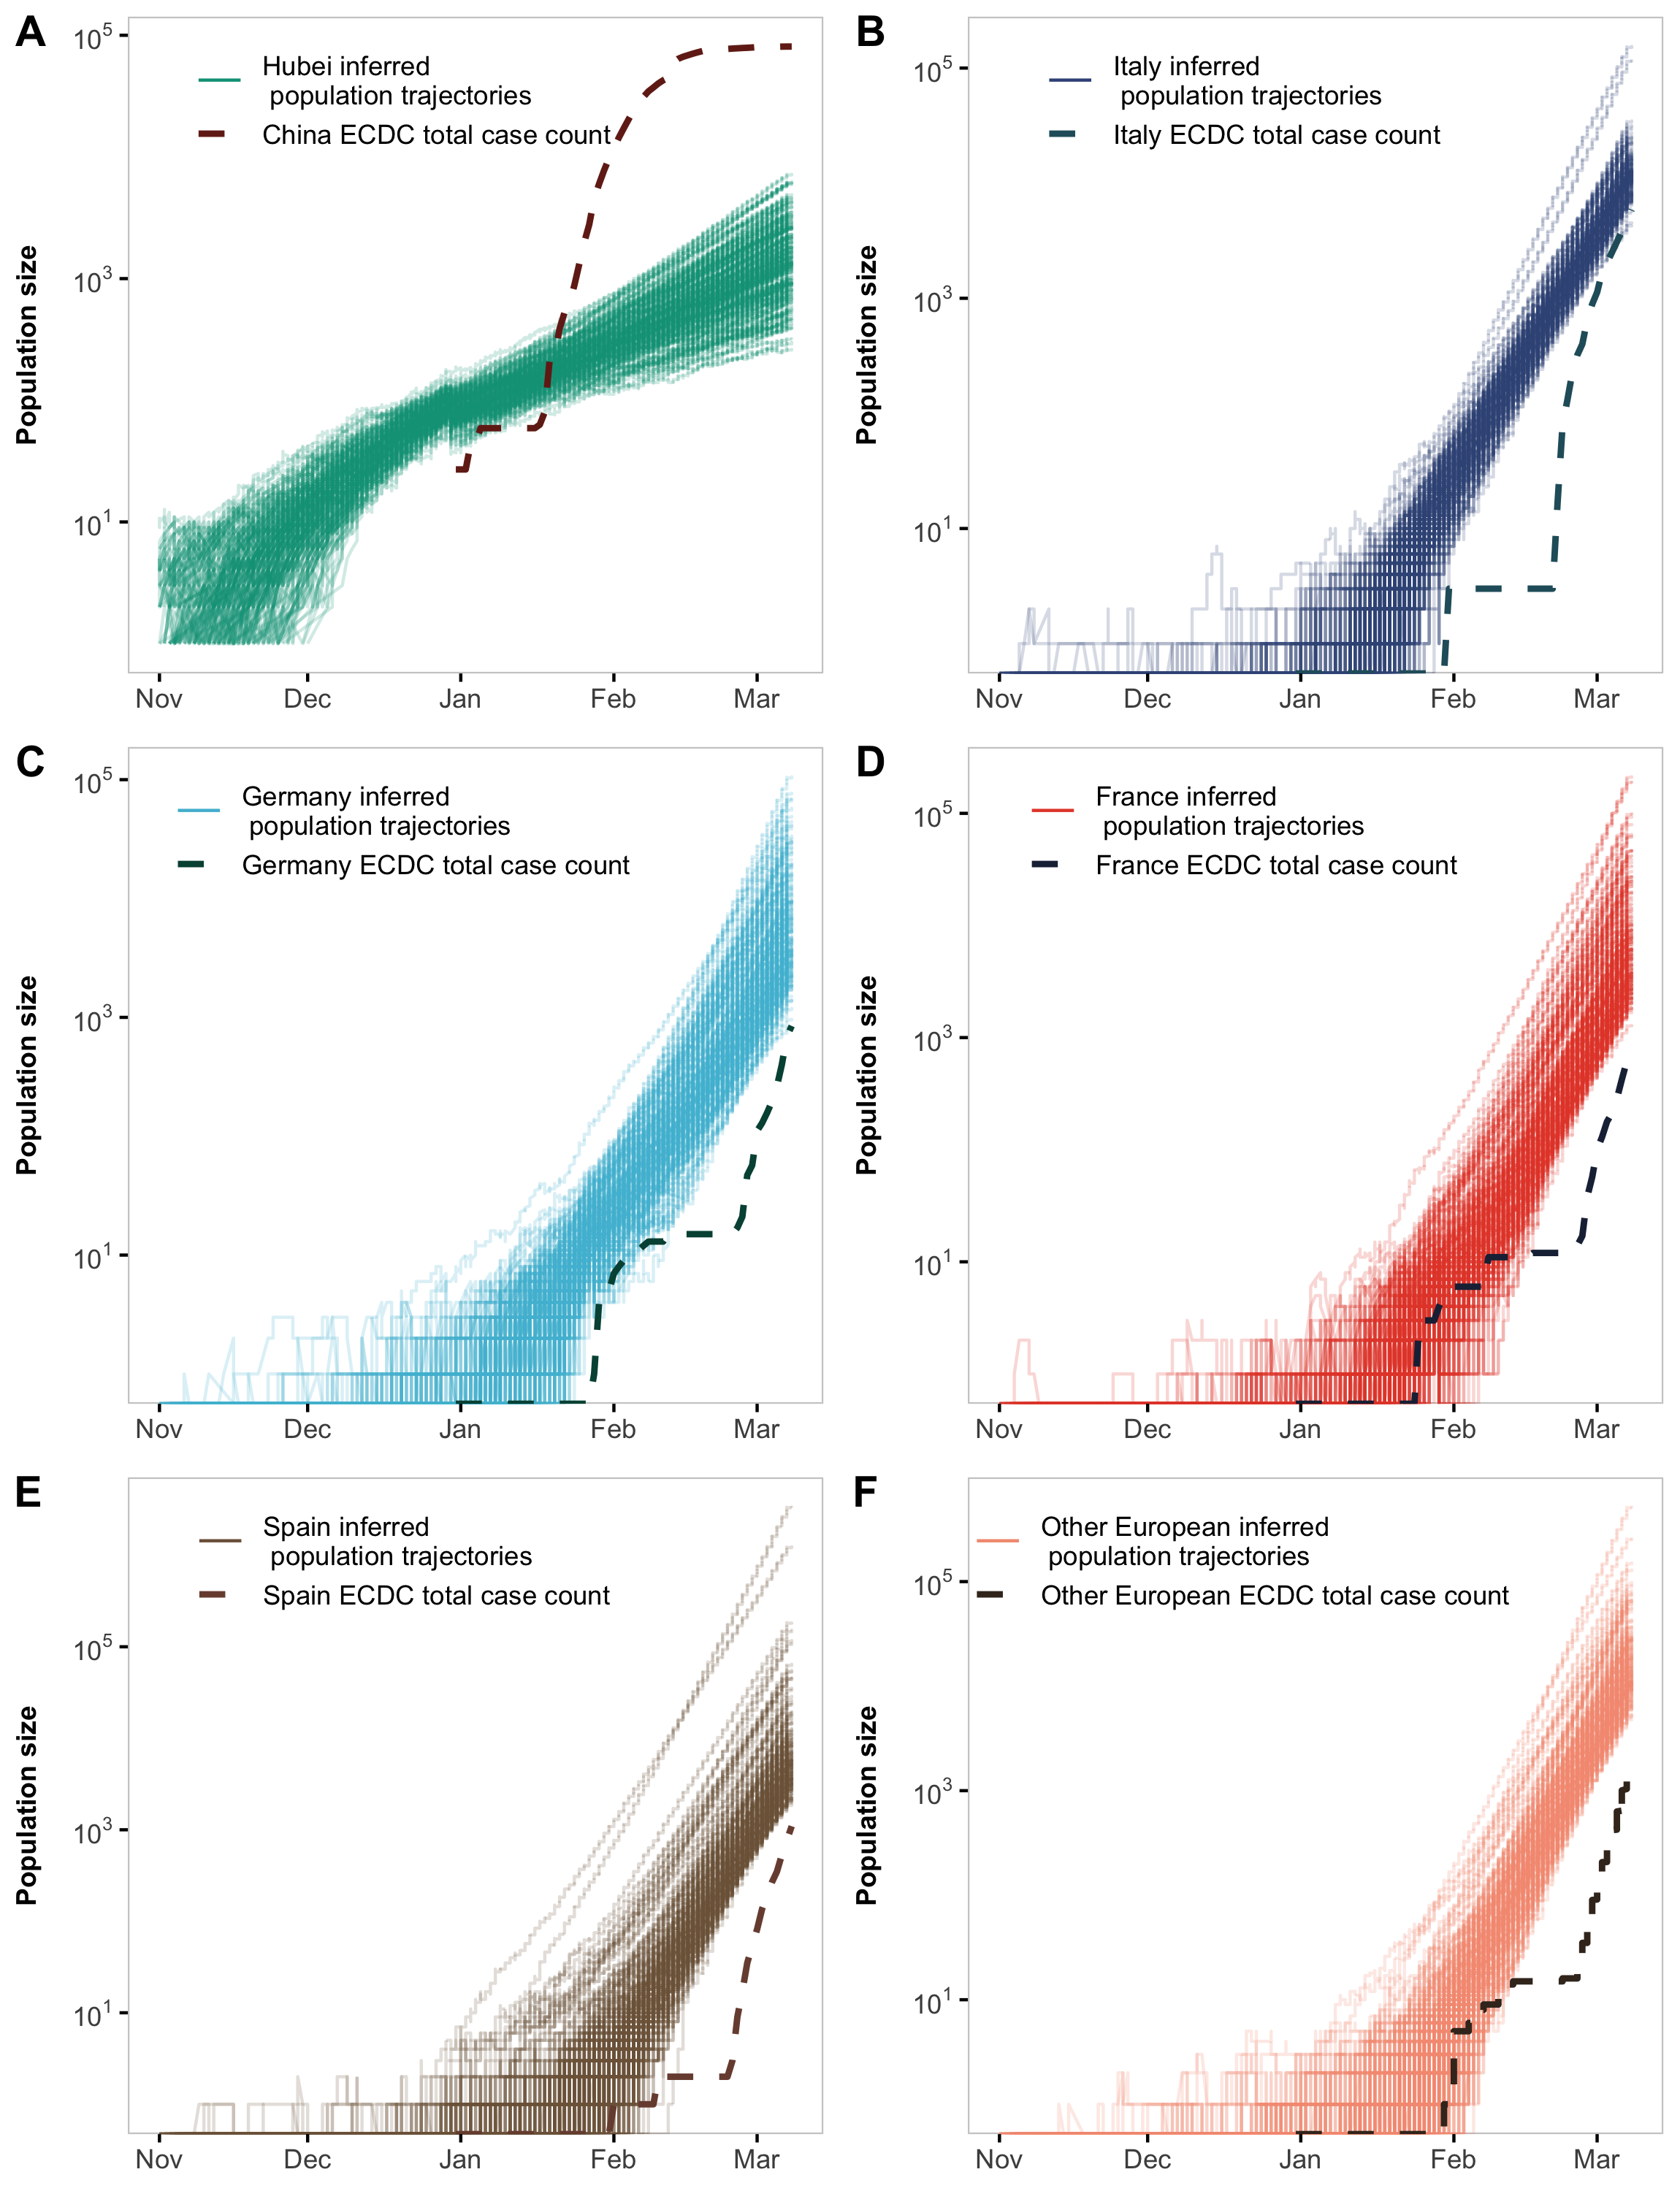 A
10^5
10^3
10^1
Population size
Hubei inferred
population trajectories
China ECDC total case count
Nov Dec Jan Feb Mar
B
10^5
10^3
10^1
Population size
Italy inferred
population trajectories
Italy ECDC total case count
Nov Dec Jan Feb Mar
C
10^5
10^3
10^1
Population size
Germany inferred
population trajectories
Germany ECDC total case count
Nov Dec Jan Feb Mar
D
10^5
10^3
10^1
Population size
France inferred
population trajectories
France ECDC total case count
Nov Dec Jan Feb Mar
E
10^5
10^3
10^1
Population size
Spain inferred
population trajectories
Spain ECDC total case count
Nov Dec Jan Feb Mar
F
10^5
10^3
10^1
Population size
Other European inferred
population trajectories
Other European ECDC total case count
Nov Dec Jan Feb Mar